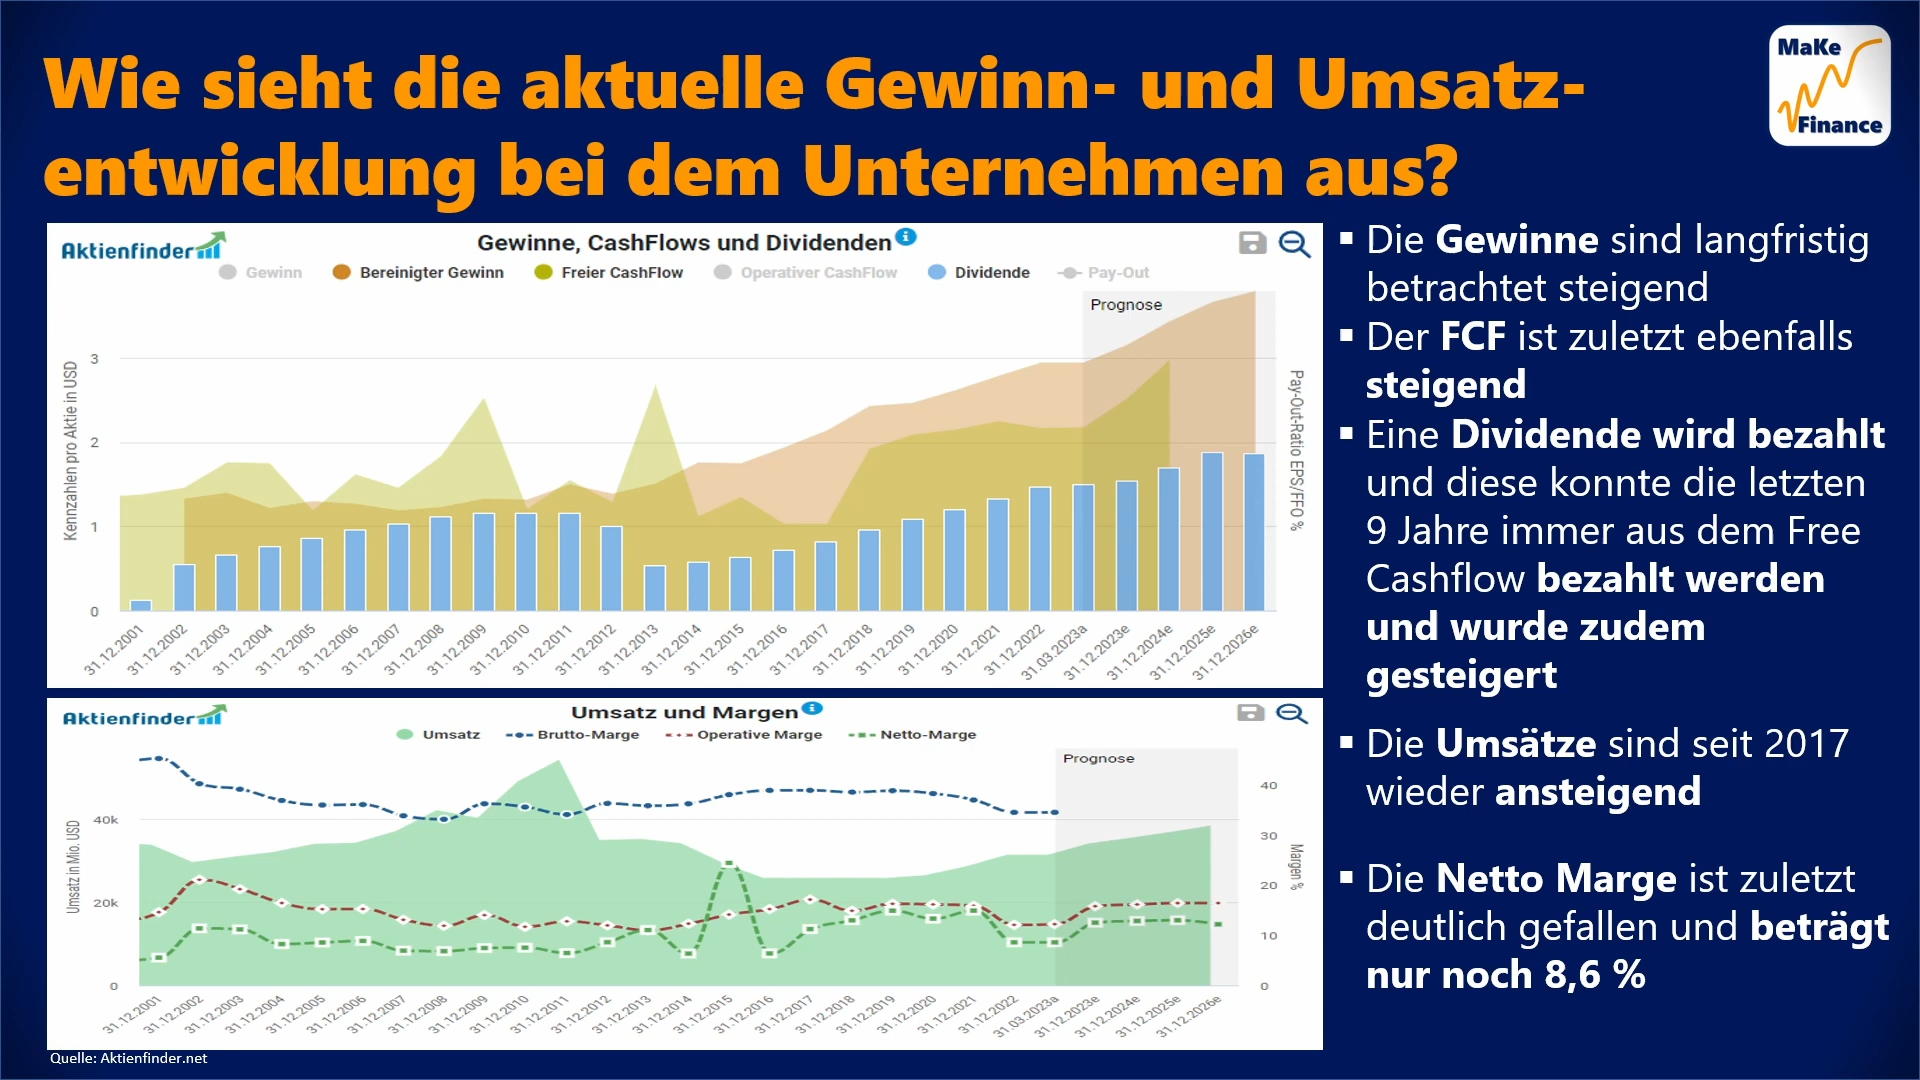 Wie sieht die aktuelle Gewinn- und Umsatz-
entwicklung bei dem Unternehmen aus?
MaKe
Finance
Aktienfinder
Gewinne, CashFlows und Dividenden
Gewinn
Bereinigter Gewinn
Freier CashFlow
Operativer CashFlow
Dividende
Pay-Out
Prognose
Kennzahlen pro Aktie in USD
3
2
1
0
Pay-Out-Ratio EPS/FFO %
31.12.2001
31.12.2002
31.12.2003
31.12.2004
31.12.2005
31.12.2006
31.12.2007
31.12.2008
31.12.2009
31.12.2010
31.12.2011
31.12.2012
31.12.2013
31.12.2014
31.12.2015
31.12.2016
31.12.2017
31.12.2018
31.12.2019
31.12.2020
31.12.2021
31.12.2022
31.03.2023a
31.12.2023e
31.12.2024e
31.12.2025e
31.12.2026e
Aktienfinder
Umsatz und Margen
Umsatz
Brutto-Marge
Operative Marge
Netto-Marge
Prognose
Umsatz in Mio. USD
40k
20k
0
40
30
20
10
0
Margen %
31.12.2001
31.12.2002
31.12.2003
31.12.2004
31.12.2005
31.12.2006
31.12.2007
31.12.2008
31.12.2009
31.12.2010
31.12.2011
31.12.2012
31.12.2013
31.12.2014
31.12.2015
31.12.2016
31.12.2017
31.12.2018
31.12.2019
31.12.2020
31.12.2021
31.12.2022
31.03.2023a
31.12.2023e
31.12.2024e
31.12.2025e
31.12.2026e
Quelle: Aktienfinder.net
▪ Die Gewinne sind langfristig
betrachtet steigend
▪ Der FCF ist zuletzt ebenfalls
steigend
▪ Eine Dividende wird bezahlt
und diese konnte die letzten
9 Jahre immer aus dem Free
Cashflow bezahlt werden
und wurde zudem
gesteigert
▪ Die Umsätze sind seit 2017
wieder ansteigend
▪ Die Netto Marge ist zuletzt
deutlich gefallen und beträgt
nur noch 8,6 %